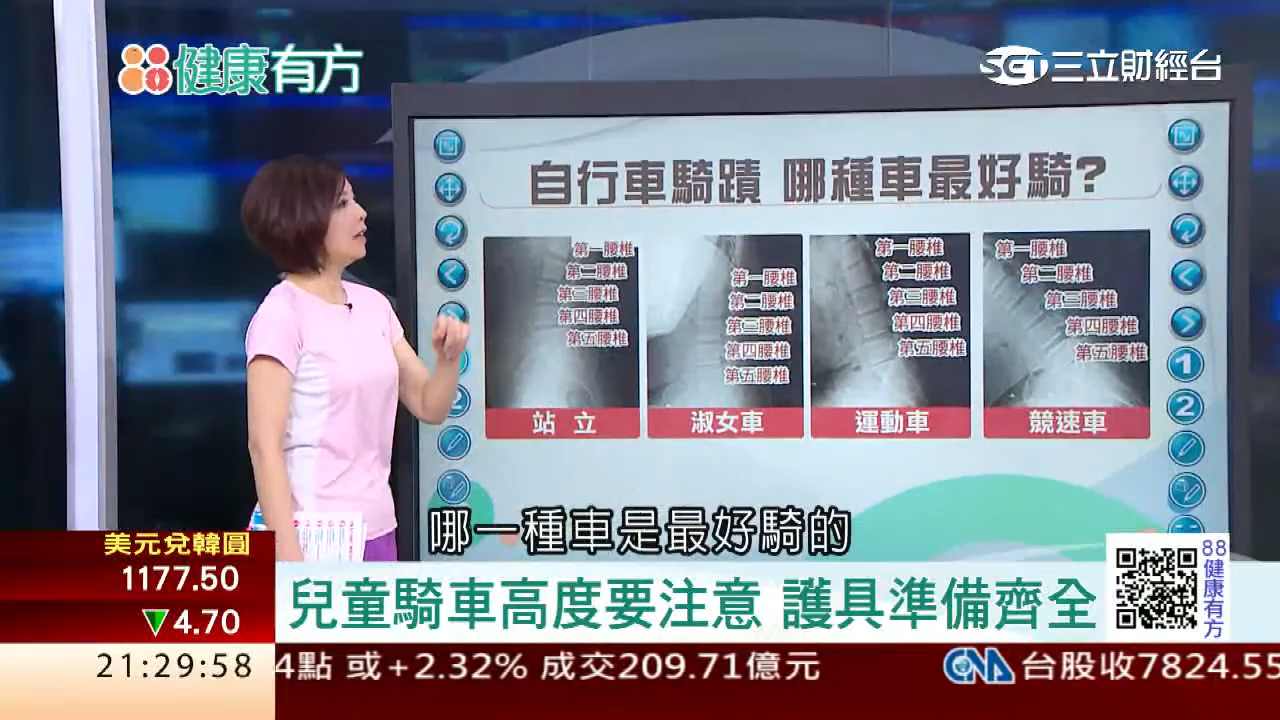 88健康有方
SET三立財經台
自行車騎蹟 哪種車最好騎?
第一腰椎
第二腰椎
第三腰椎
第四腰椎
第五腰椎
站 立
第一腰椎
第二腰椎
第三腰椎
第四腰椎
第五腰椎
淑女車
第一腰椎
第二腰椎
第三腰椎
第四腰椎
第五腰椎
運動車
第一腰椎
第二腰椎
第三腰椎
第四腰椎
第五腰椎
競速車
1
2
2
哪一種車是最好騎的
美元兌韓圜
1177.50
▼4.70
兒童騎車高度要注意 護具準備齊全
88健康有方
21:29:58
4點 或+2.32% 成交209.71億元
CNA 台股收7824.55